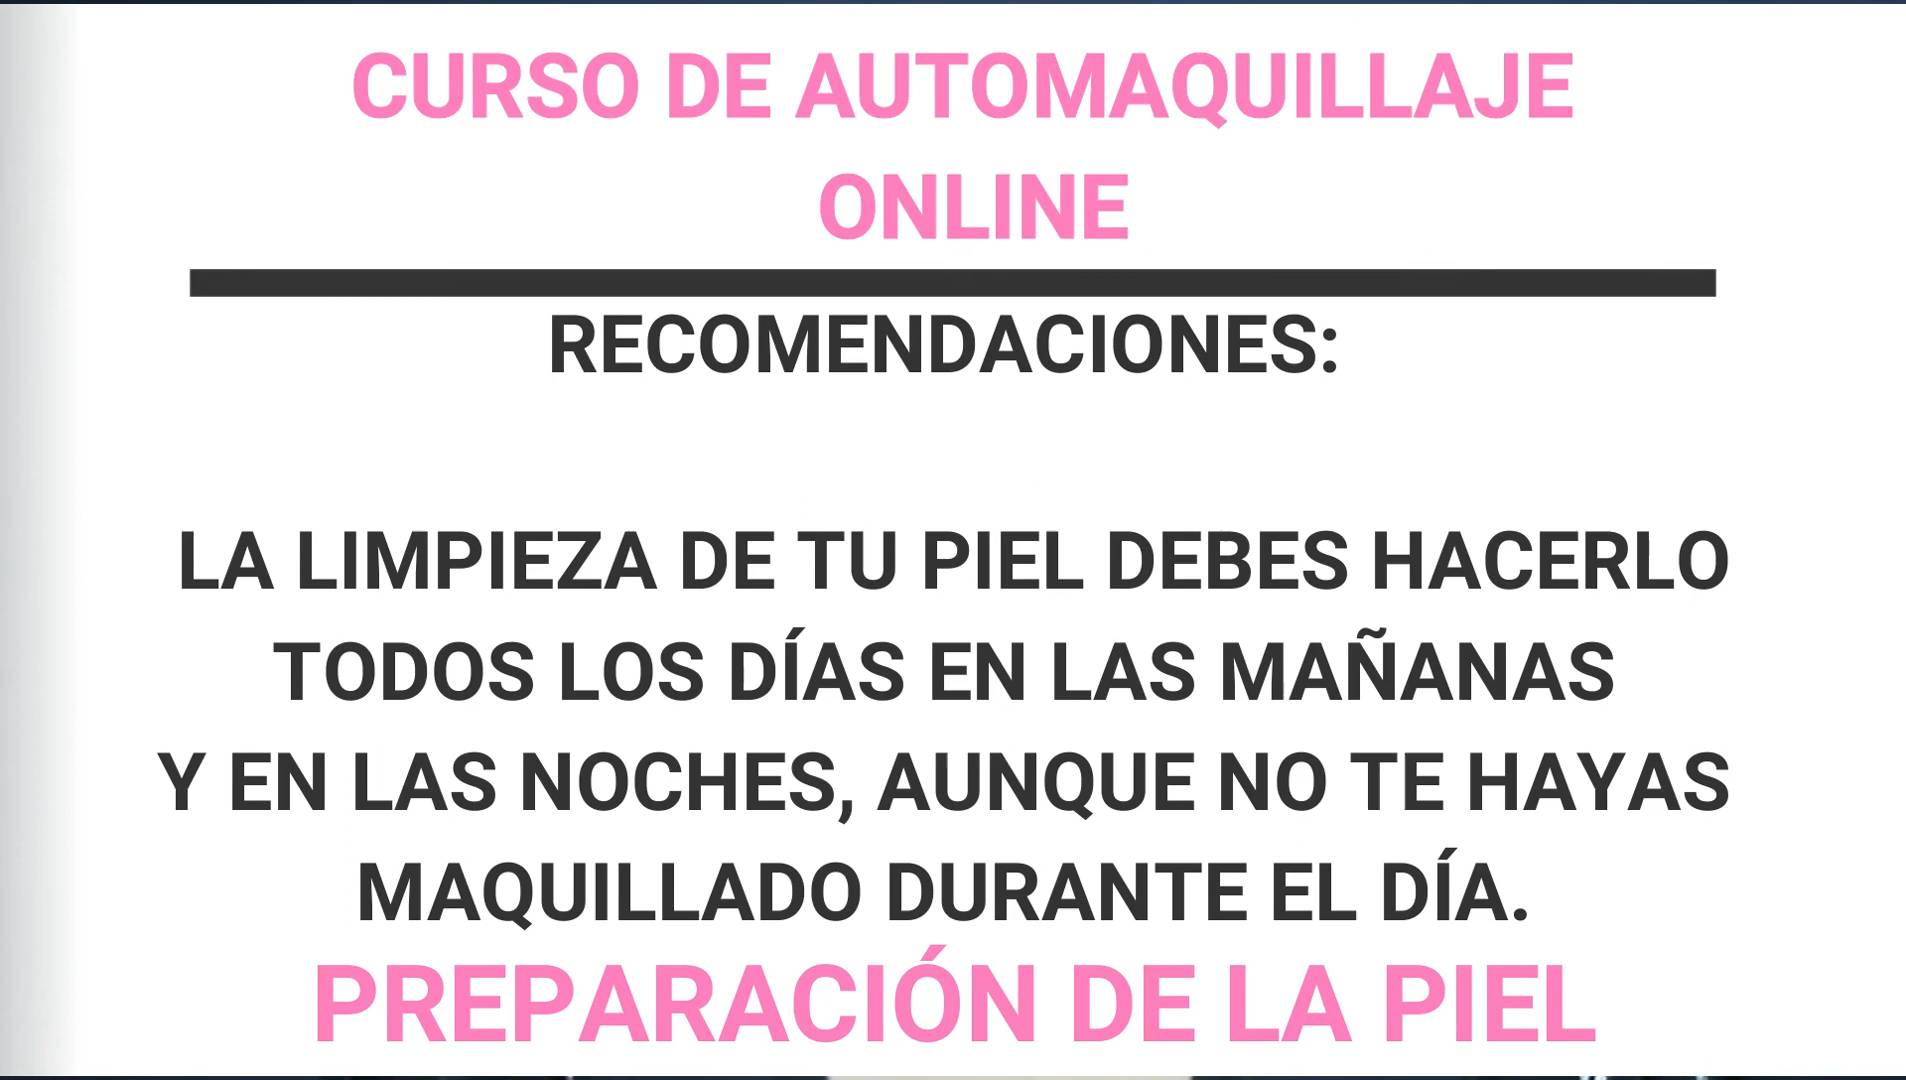 CURSO DE AUTOMAQUILLAJE
ONLINE
RECOMENDACIONES:
LA LIMPIEZA DE TU PIEL DEBES HACERLO
TODOS LOS DÍAS EN LAS MAÑANAS
Y EN LAS NOCHES, AUNQUE NO TE HAYAS
MAQUILLADO DURANTE EL DÍA.
PREPARACIÓN DE LA PIEL